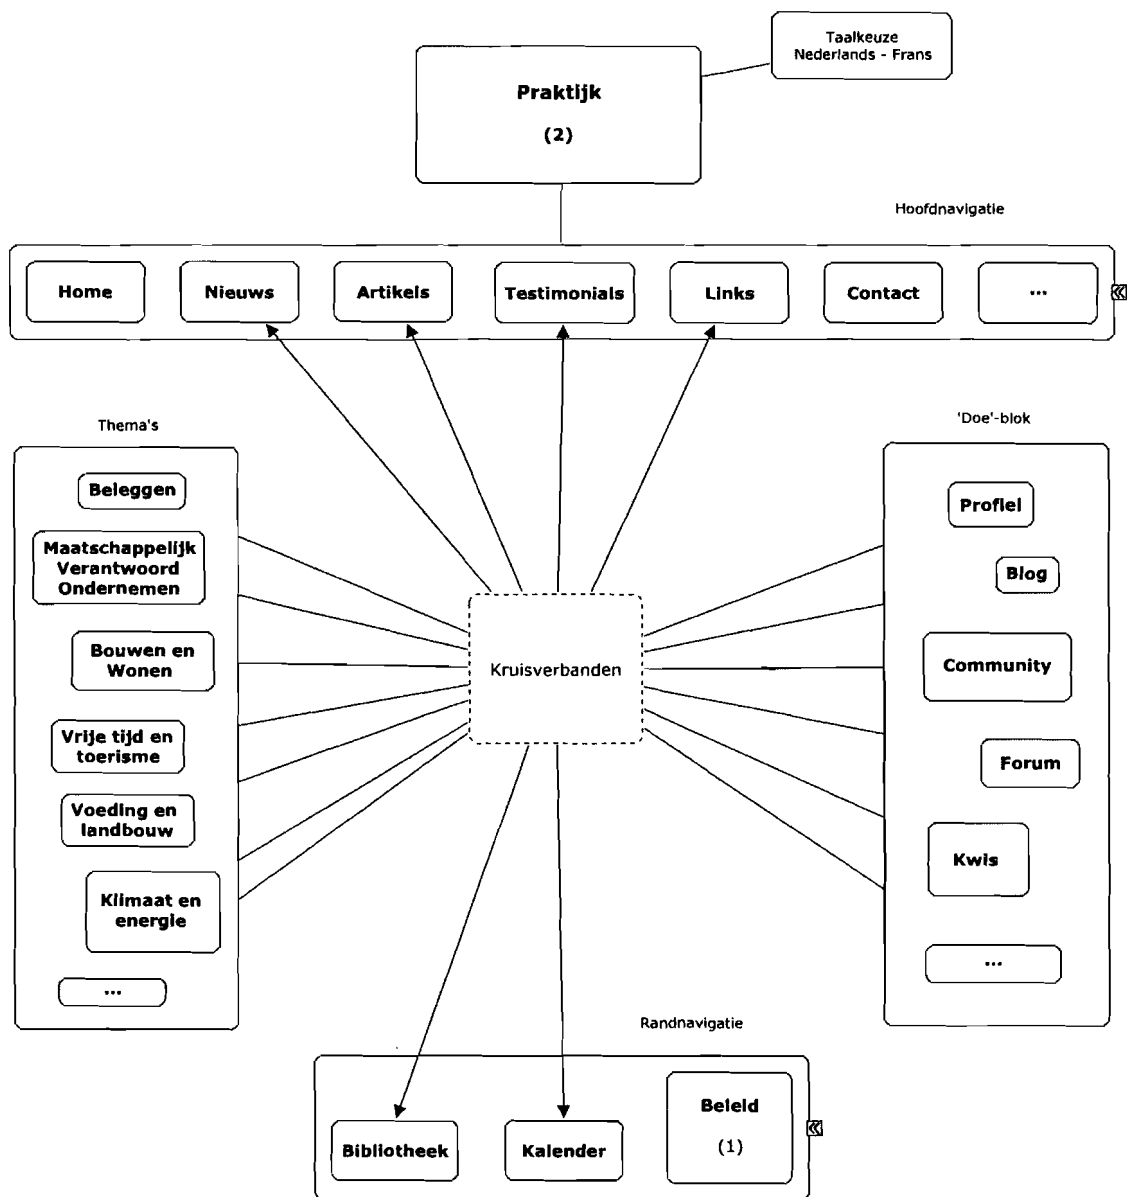 Taalkeuze
Nederlands - Frans
Praktijk
(2)
Hoofdnavigatie
Home
Nieuws
Artikels
Testimonials
Links
Contact
...
Thema's
Beleggen
Maatschappelijk
Verantwoord
Ondernemen
Bouwen en
Wonen
Vrije tijd en
toerisme
Voeding en
landbouw
Klimaat en
energie
...
Kruisverbanden
'Doe'-blok
Profiel
Blog
Community
Forum
Kwis
...
Randnavigatie
Bibliotheek
Kalender
Beleid
(1)